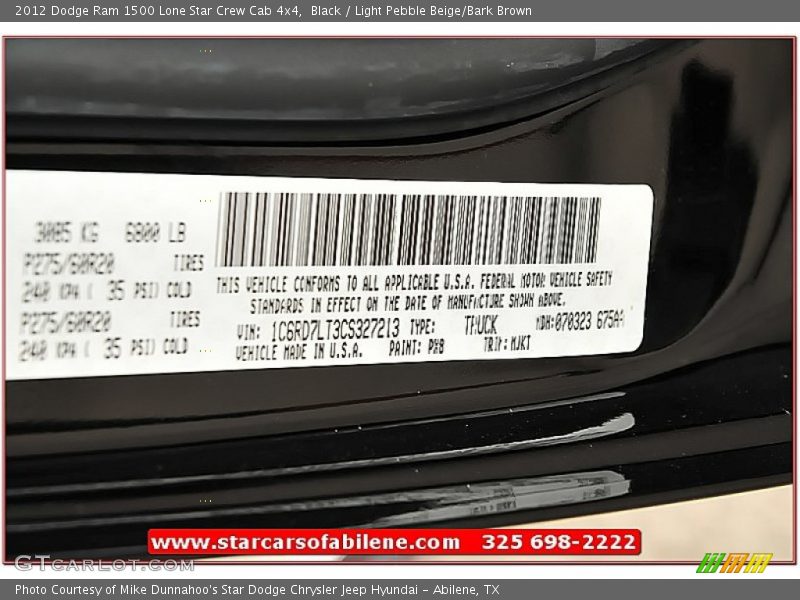 2012 Dodge Ram 1500 Lone Star Crew Cab 4x4,  Black / Light Pebble Beige/Bark Brown
3085 KG    6800 LB
P275/60R20    TIRES
240 KPA ( 35 PSI) COLD
P275/60R20    TIRES
240 KPA ( 35 PSI) COLD
THIS VEHICLE CONFORMS TO ALL APPLICABLE U.S.A. FEDERAL MOTOR VEHICLE SAFETY
STANDARDS IN EFFECT ON THE DATE OF MANUFACTURE SHOWN ABOVE.
VIN: 1C6RD7LT3CS327213 TYPE: TRUCK MDH:070323 675
VEHICLE MADE IN U.S.A. PAINT: PXB TRIM: MJKT
www.starcarsofabilene.com    325 698-2222
GTCARLOT.COM
Photo Courtesy of Mike Dunnahoo's Star Dodge Chrysler Jeep Hyundai - Abilene, TX